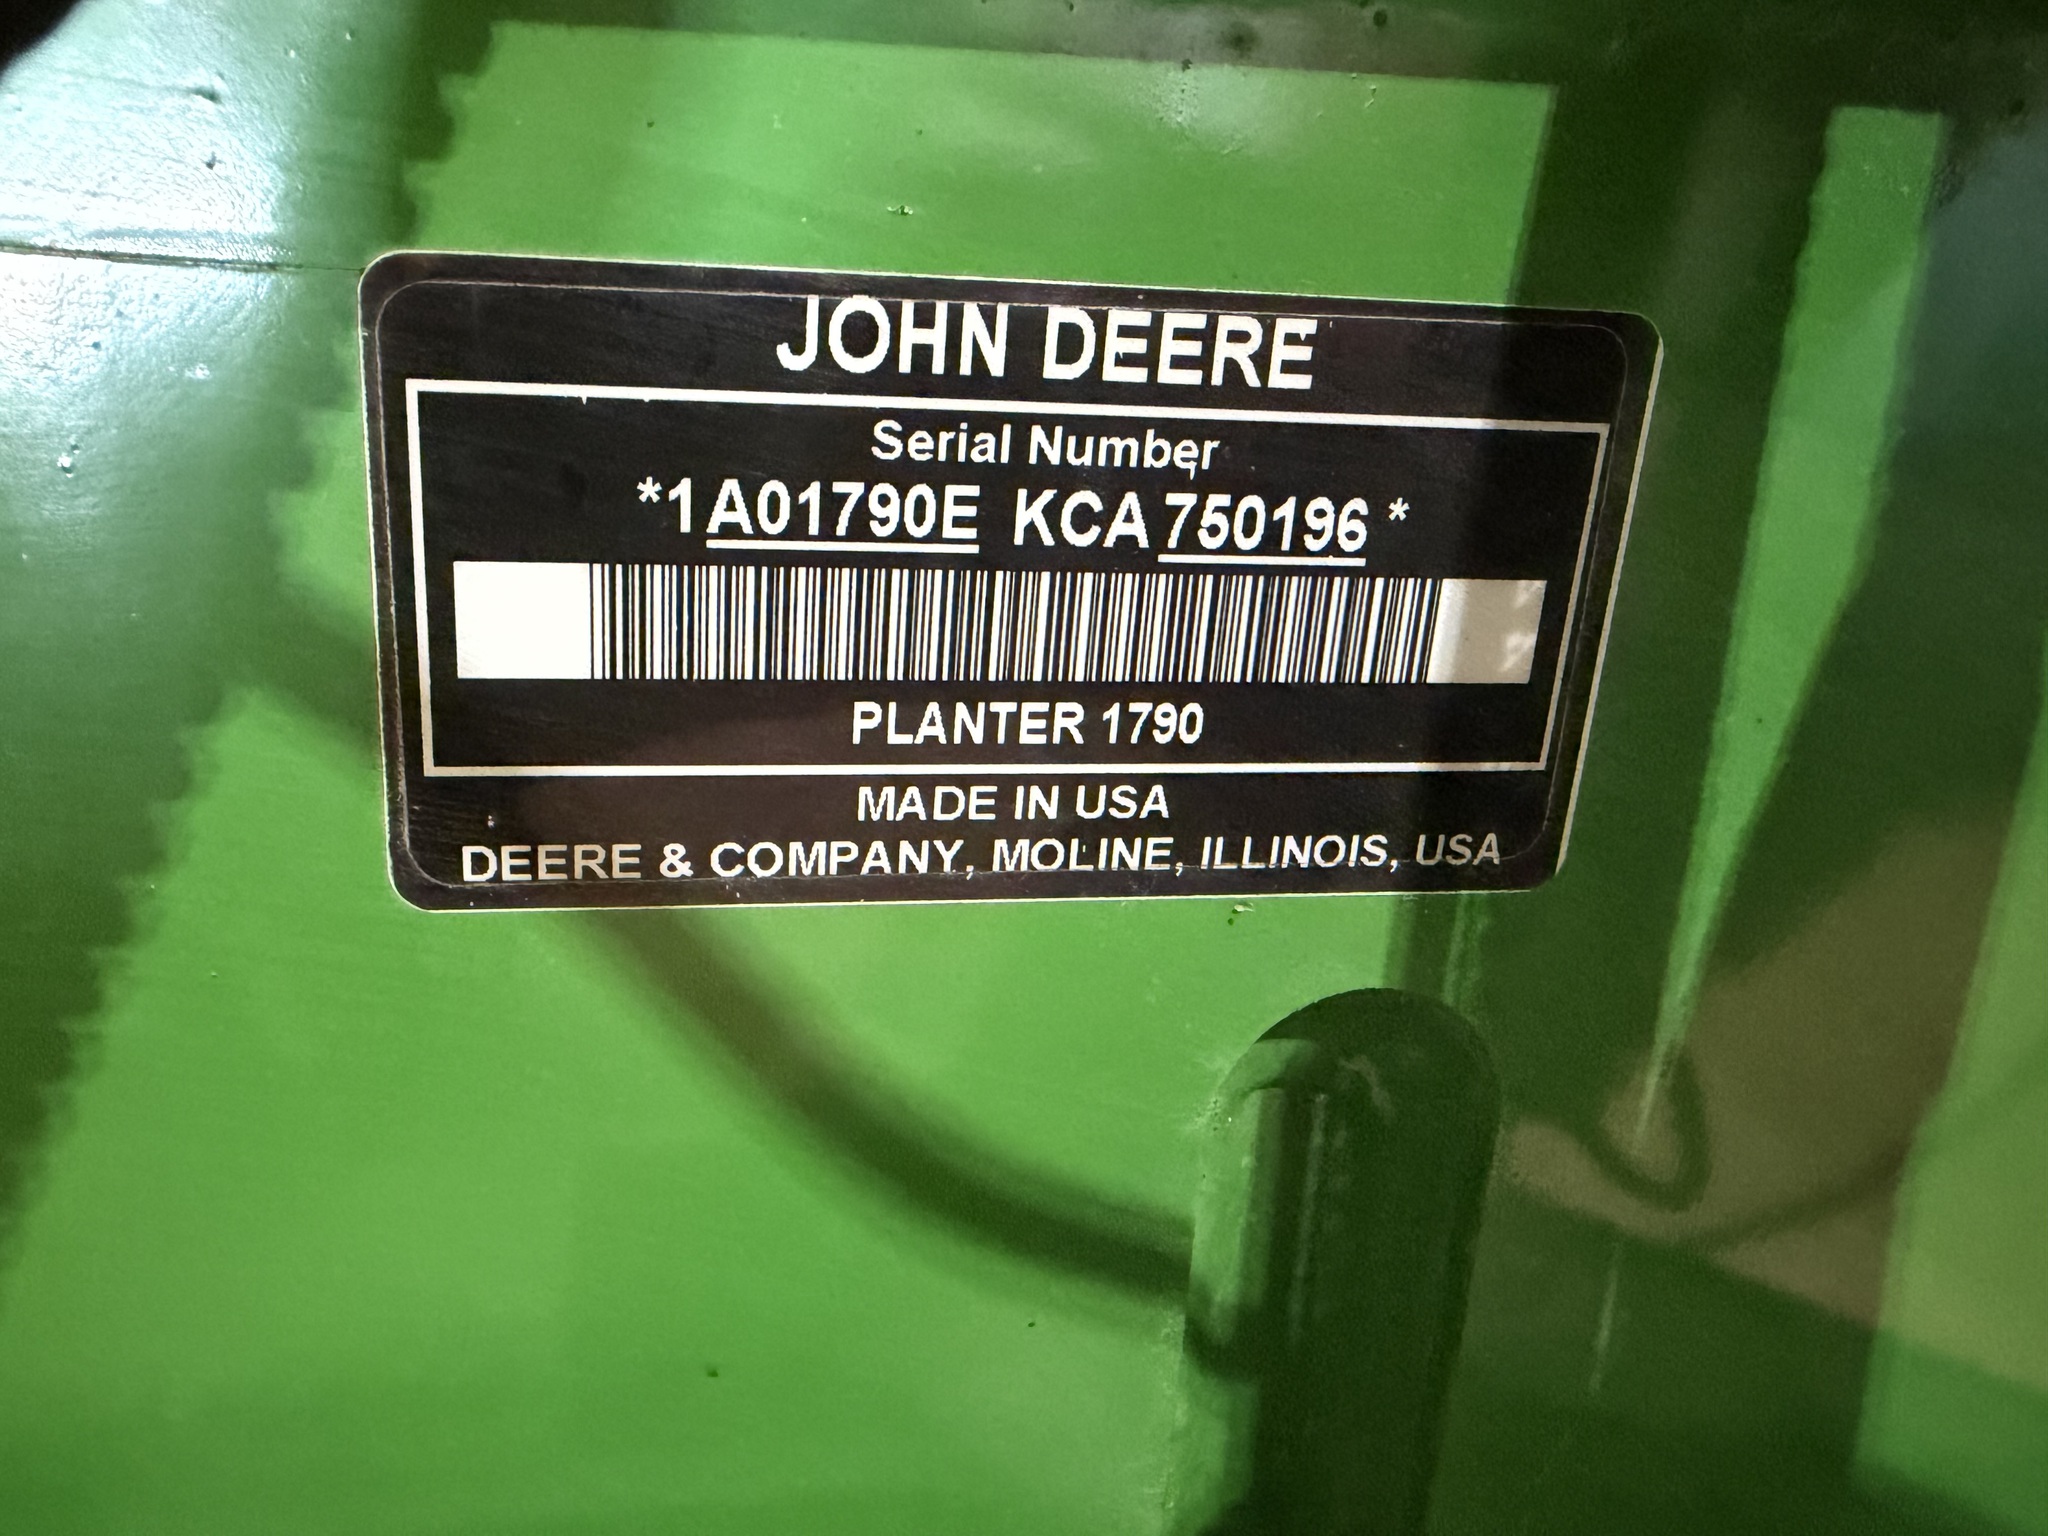 JOHN DEERE
Serial Number
*1A01790E KCA750196*
PLANTER 1790
MADE IN USA
DEERE & COMPANY, MOLINE, ILLINOIS, USA